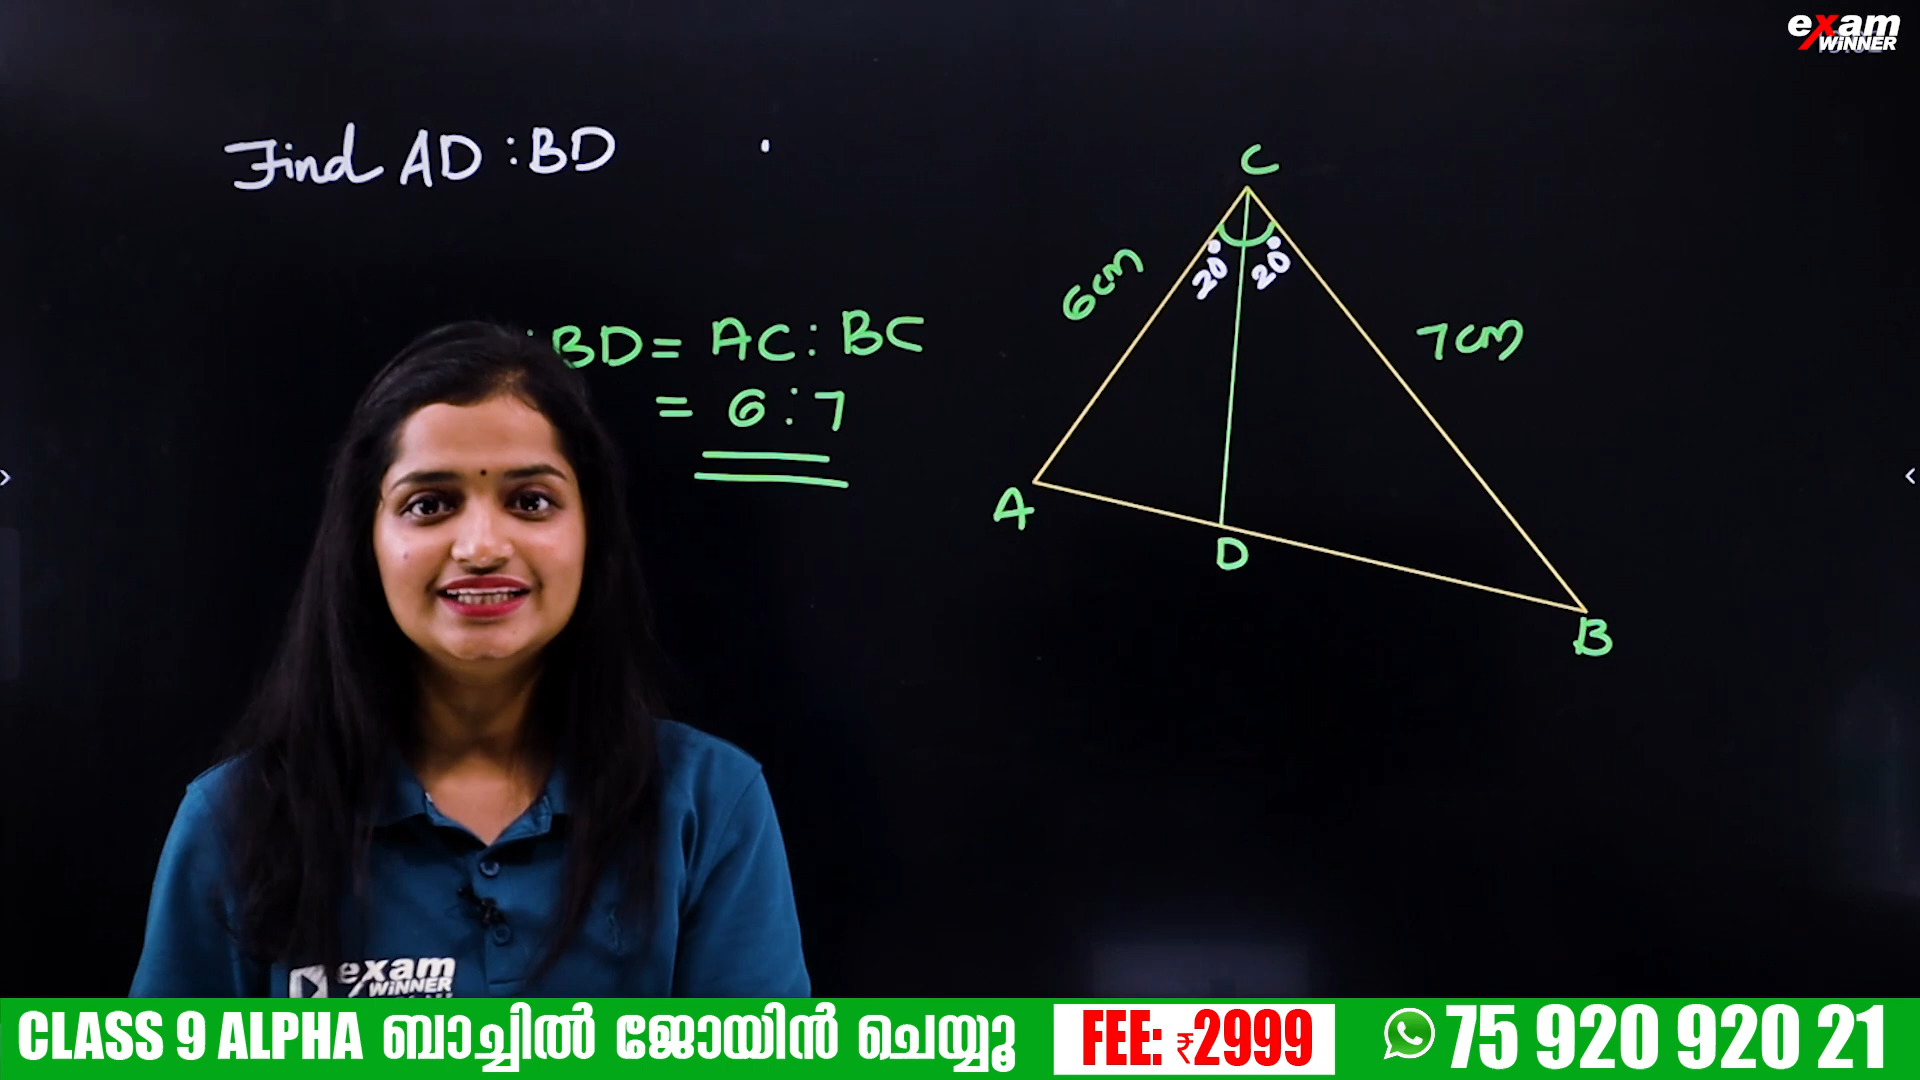 exam
WiNNER
Find AD : BD
C
20° 20°
6cm
7cm
: BD = AC : BC
= 6 : 7
A
D
B
exam
WiNNER
CLASS 9 ALPHA ബാച്ചിൽ ജോയിൻ ചെയ്യൂ FEE: ₹2999 75 920 920 21